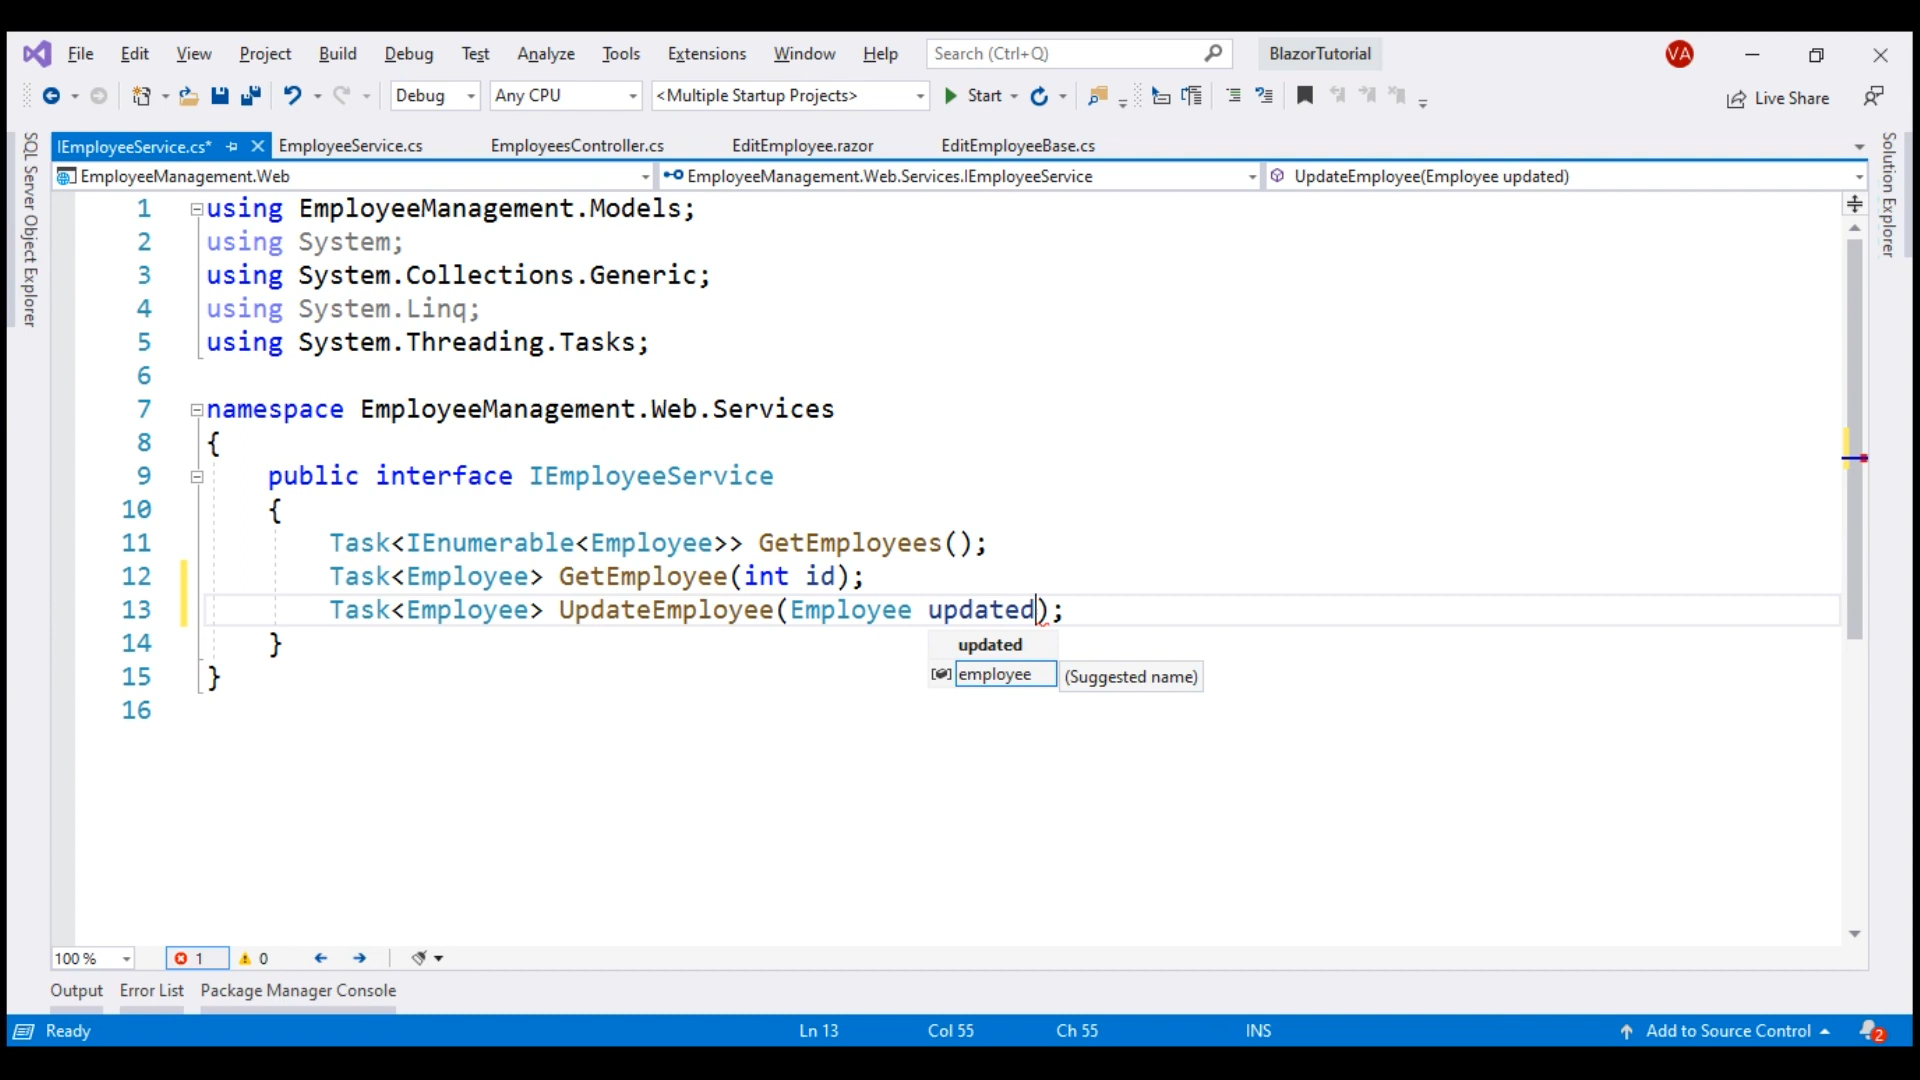 File Edit View Project Build Debug Test Analyze Tools Extensions Window Help Search (Ctrl+Q) BlazorTutorial VA
Debug Any CPU <Multiple Startup Projects> Start Live Share
SQL Server Object Explorer
IEmployeeService.cs* EmployeeService.cs EmployeesController.cs EditEmployee.razor EditEmployeeBase.cs
Solution Explorer
EmployeeManagement.Web EmployeeManagement.Web.Services.IEmployeeService UpdateEmployee(Employee updated)
1 using EmployeeManagement.Models;
2 using System;
3 using System.Collections.Generic;
4 using System.Linq;
5 using System.Threading.Tasks;
6
7 namespace EmployeeManagement.Web.Services
8 {
9 public interface IEmployeeService
10 {
11 Task<IEnumerable<Employee>> GetEmployees();
12 Task<Employee> GetEmployee(int id);
13 Task<Employee> UpdateEmployee(Employee updated);
14 }
updated
15 }
employee (Suggested name)
16
100 % 1 0
Output Error List Package Manager Console
Ready Ln 13 Col 55 Ch 55 INS Add to Source Control 2